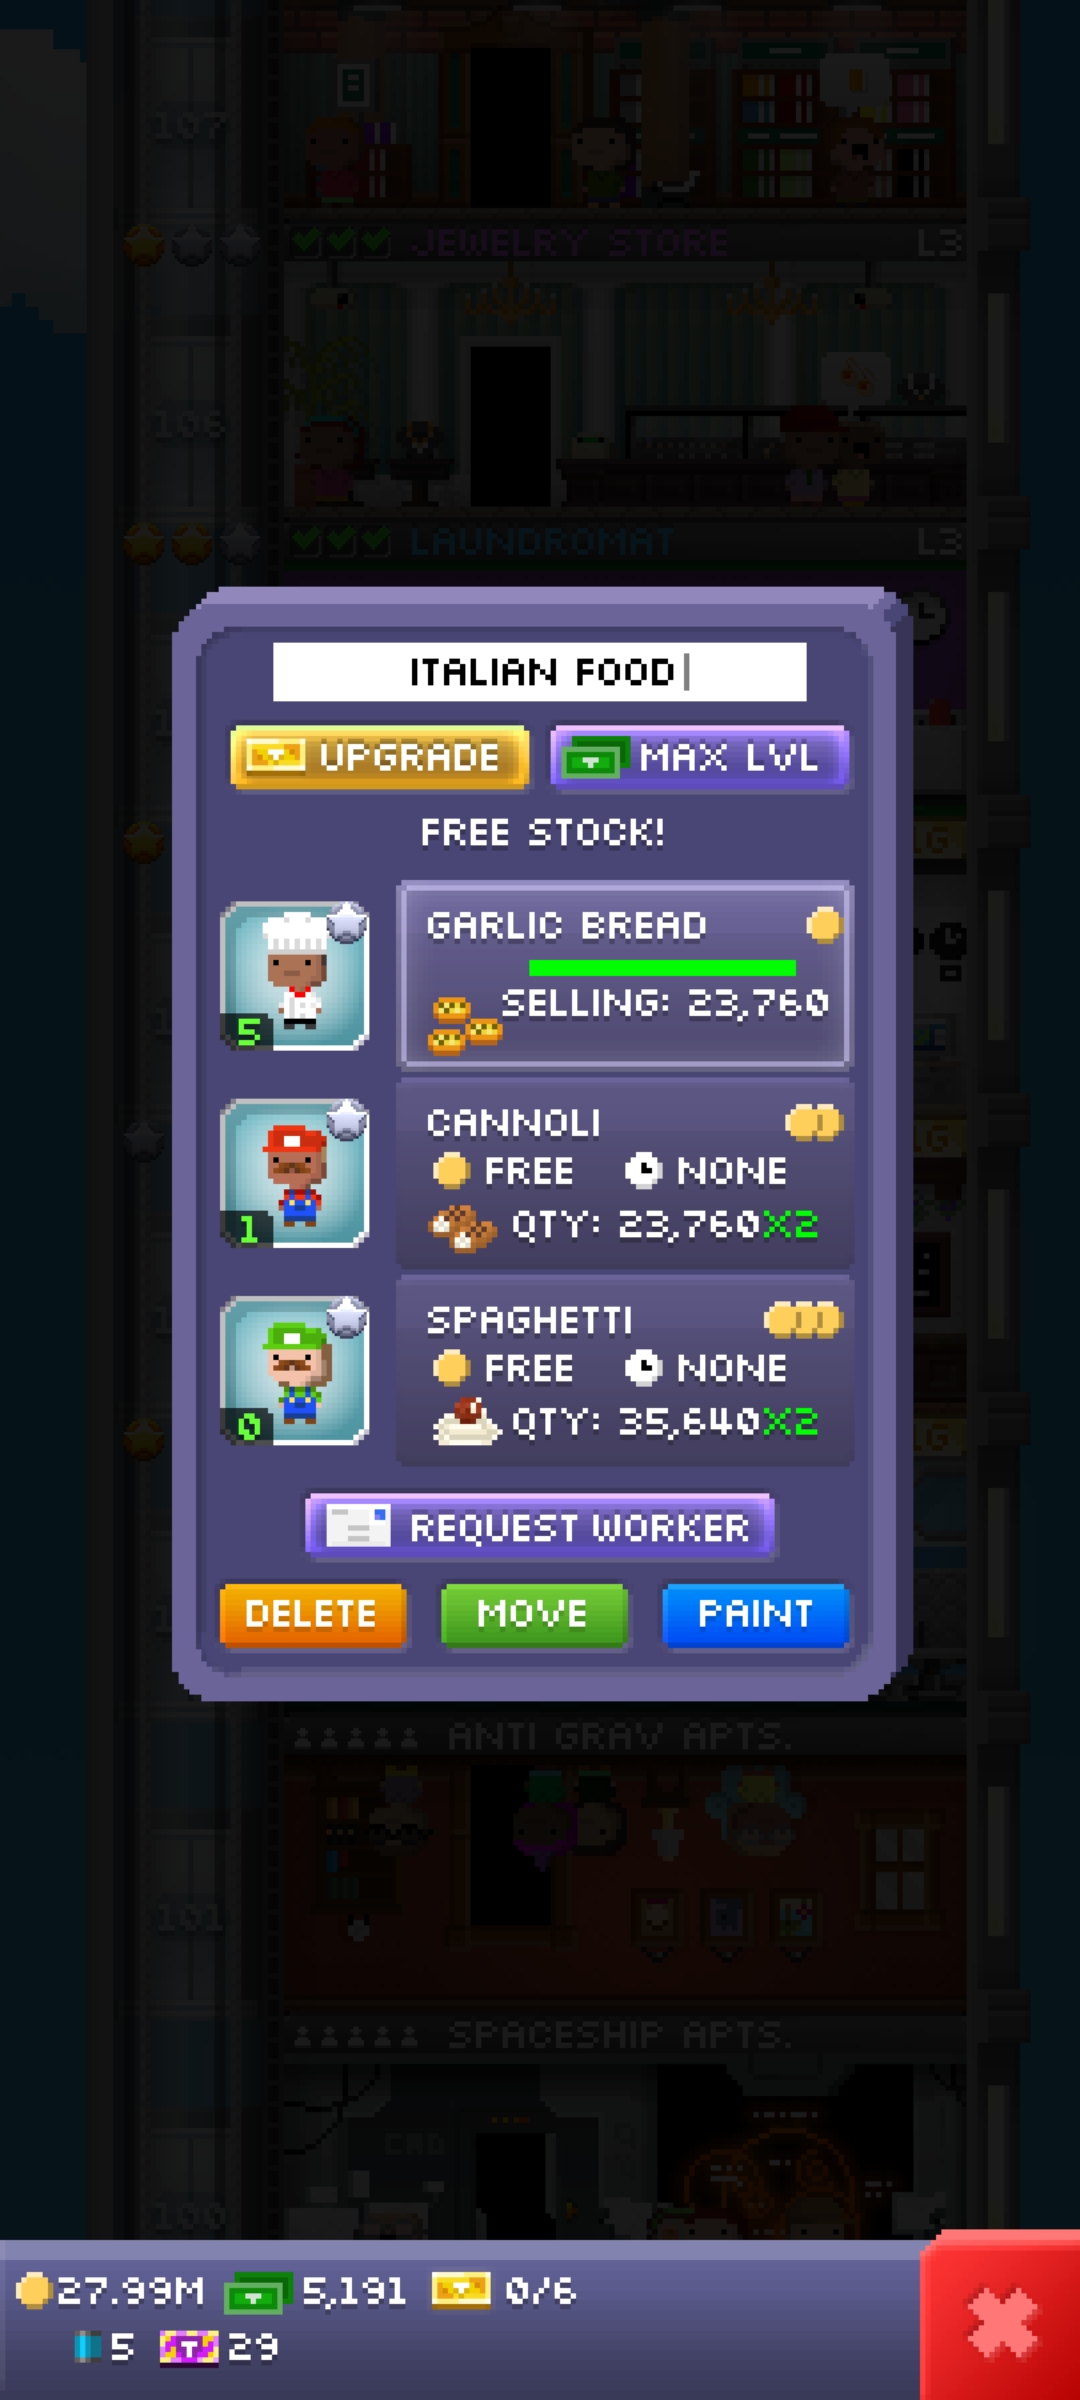 107
JEWELRY STORE L3
106
LAUNDROMAT L3
ITALIAN FOOD
UPGRADE MAX LVL
FREE STOCK!
GARLIC BREAD
SELLING: 23,760
5
CANNOLI
FREE NONE
QTY: 23,760X2
1
SPAGHETTI
FREE NONE
QTY: 35,640X2
0
REQUEST WORKER
DELETE MOVE PAINT
ANTI GRAV APTS.
101
SPACESHIP APTS.
100
27.99M 5,191 0/6
5 T 29